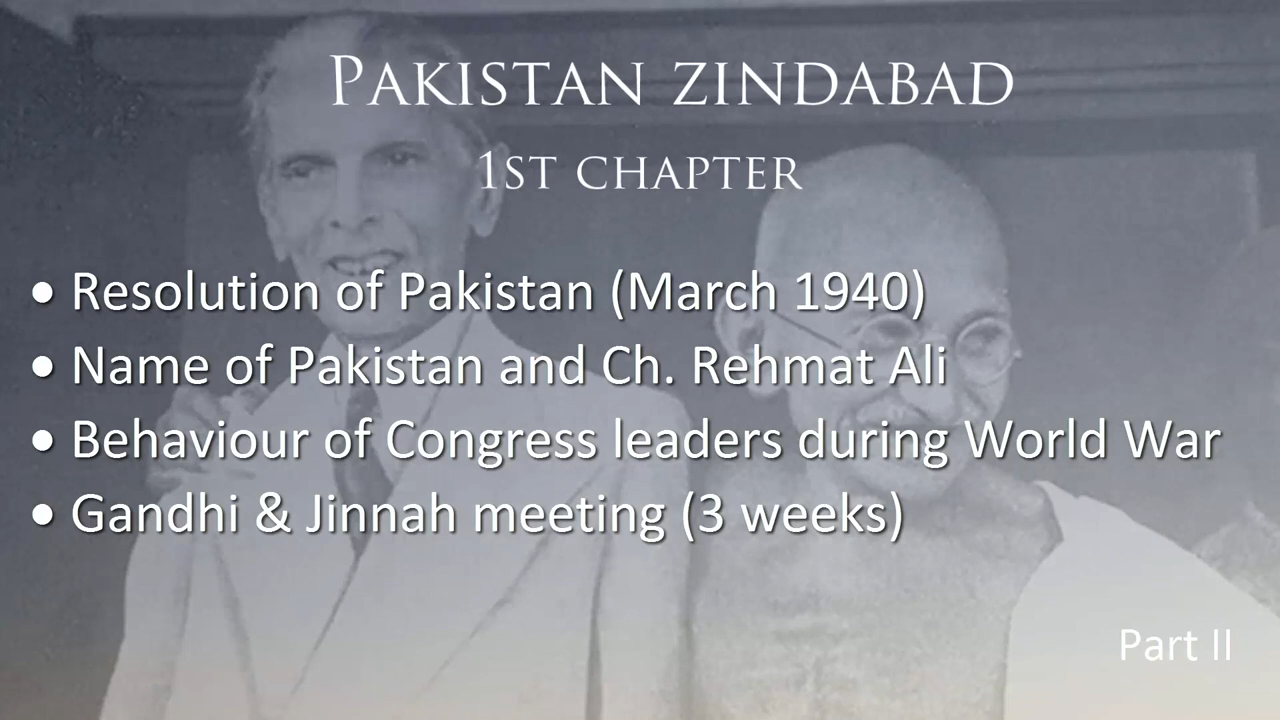 PAKISTAN ZINDABAD
1ST CHAPTER
• Resolution of Pakistan (March 1940)
• Name of Pakistan and Ch. Rehmat Ali
• Behaviour of Congress leaders during World War
• Gandhi & Jinnah meeting (3 weeks)
Part II